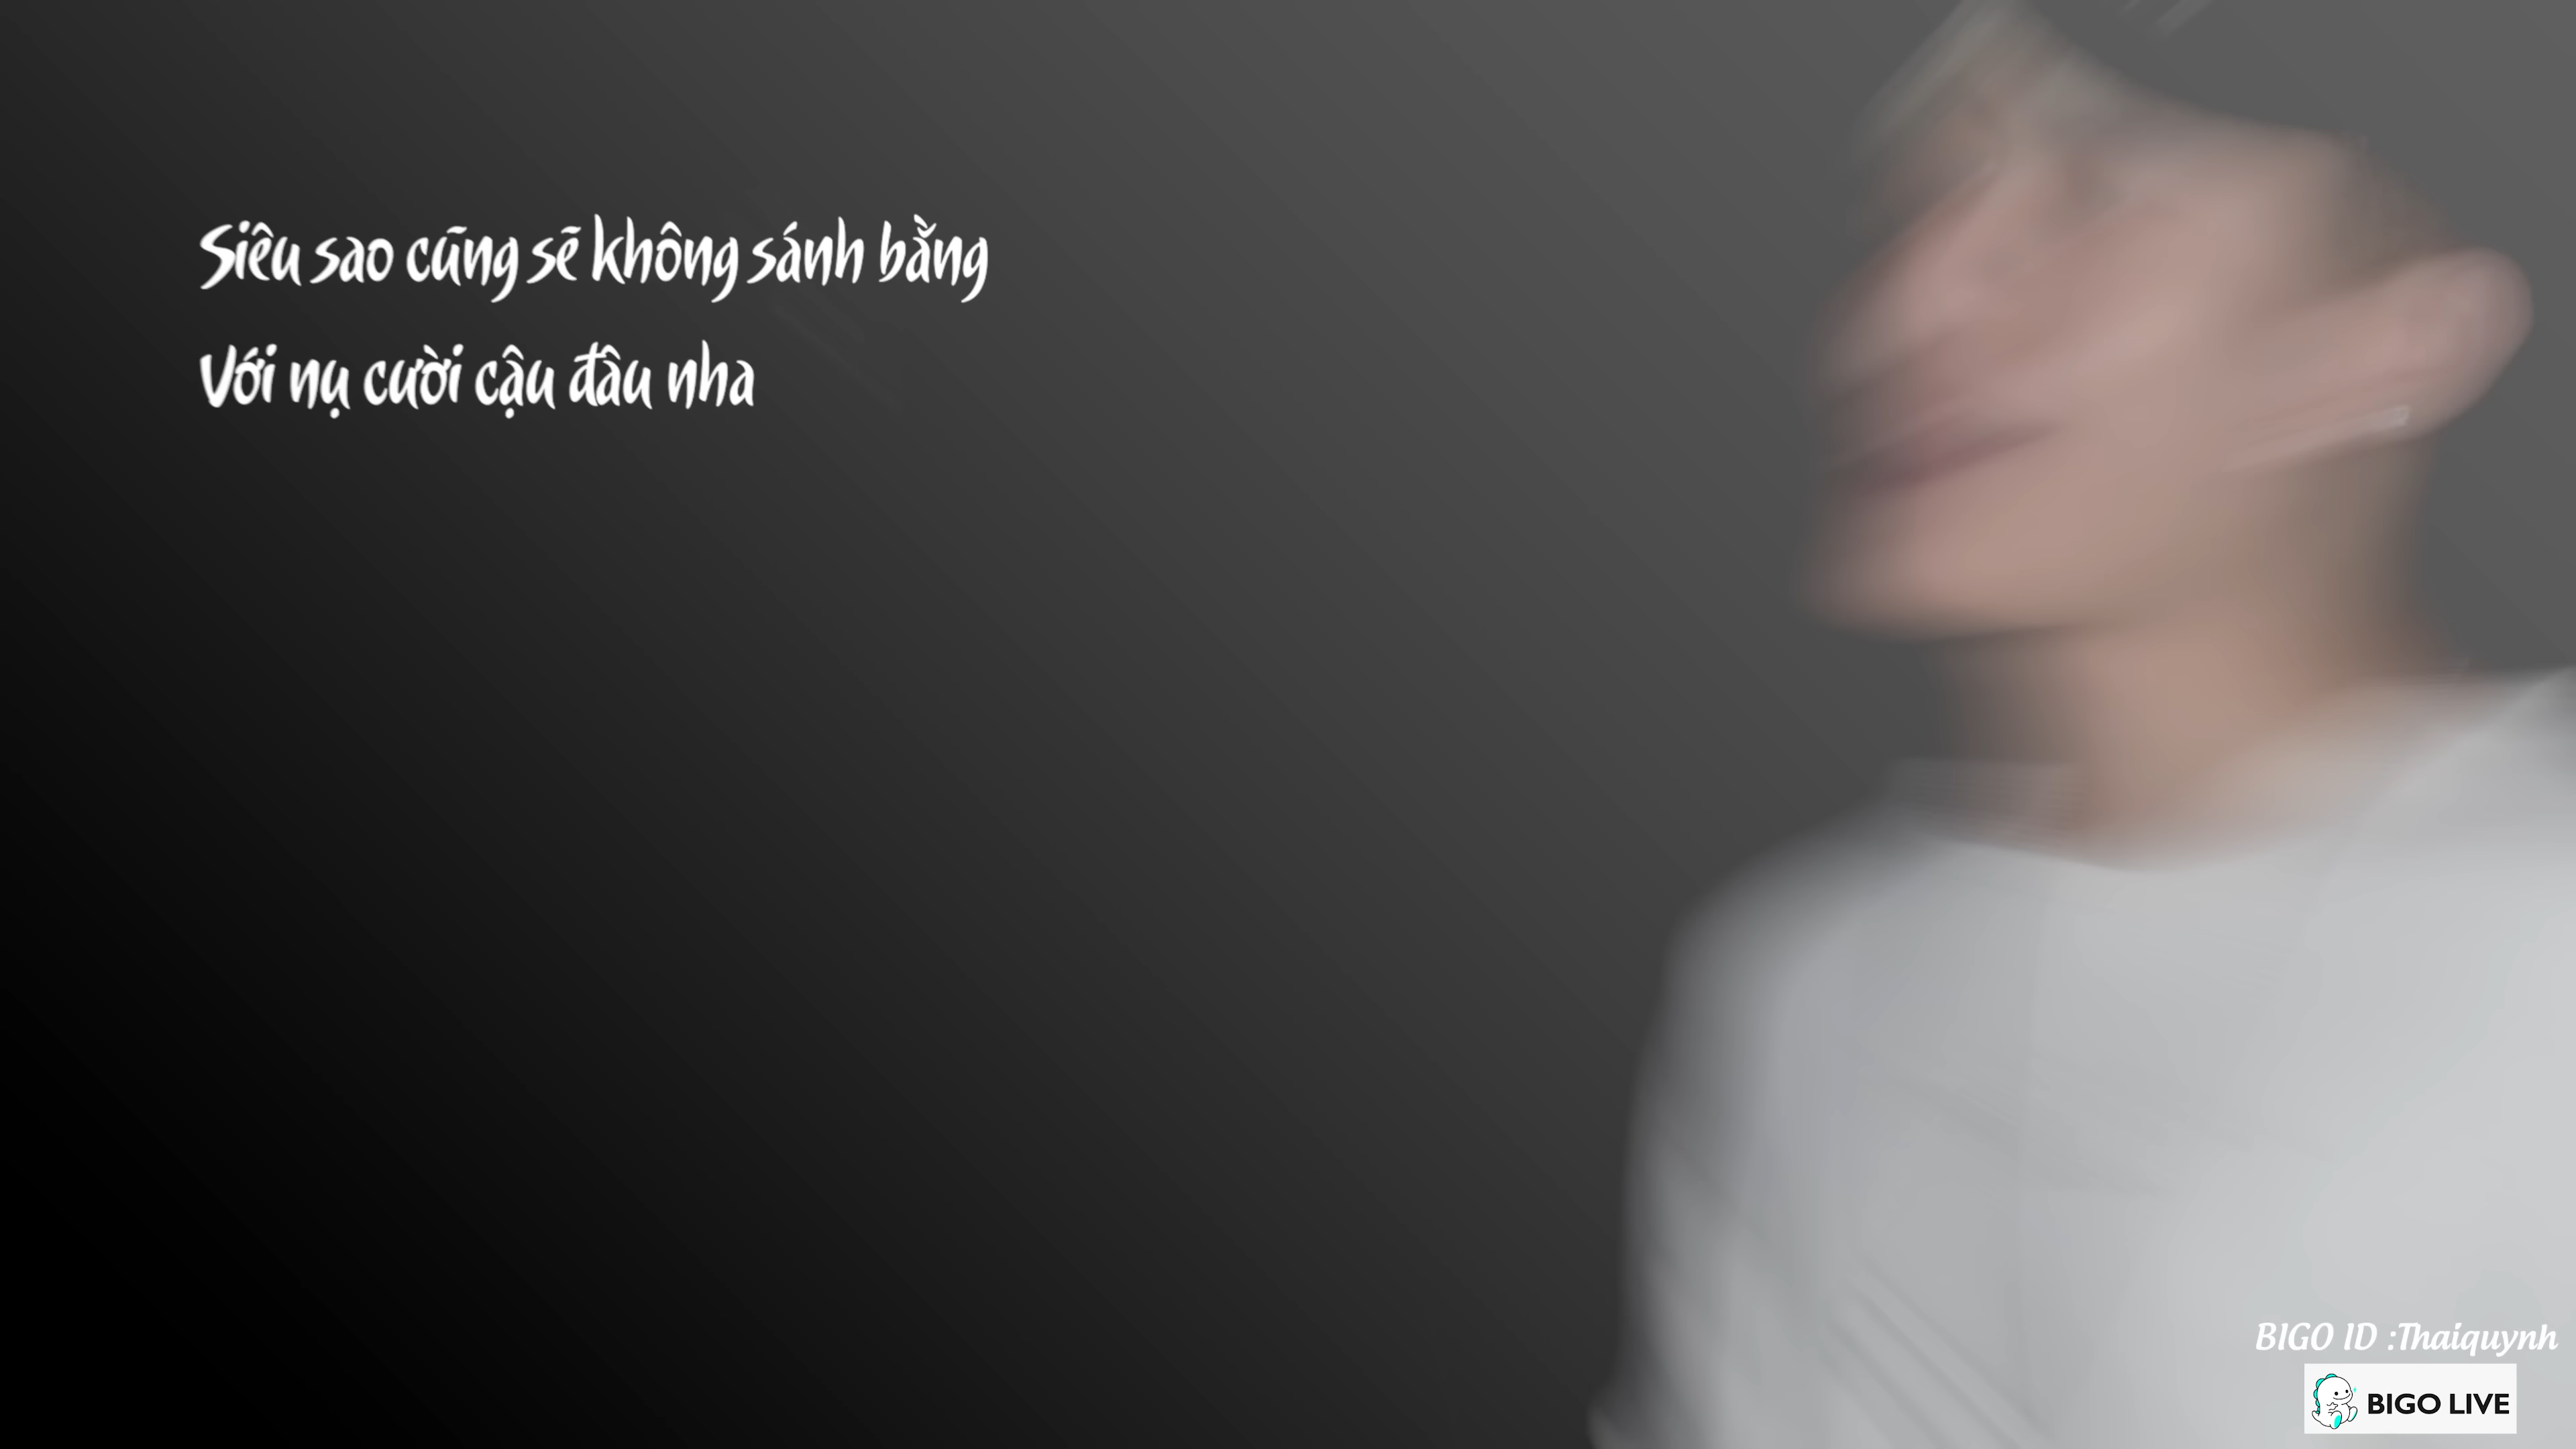 Siêu sao cũng sẽ không sánh bằng
Với nụ cười cậu đâu nha
BIGO ID :Thaiquynh
BIGO LIVE